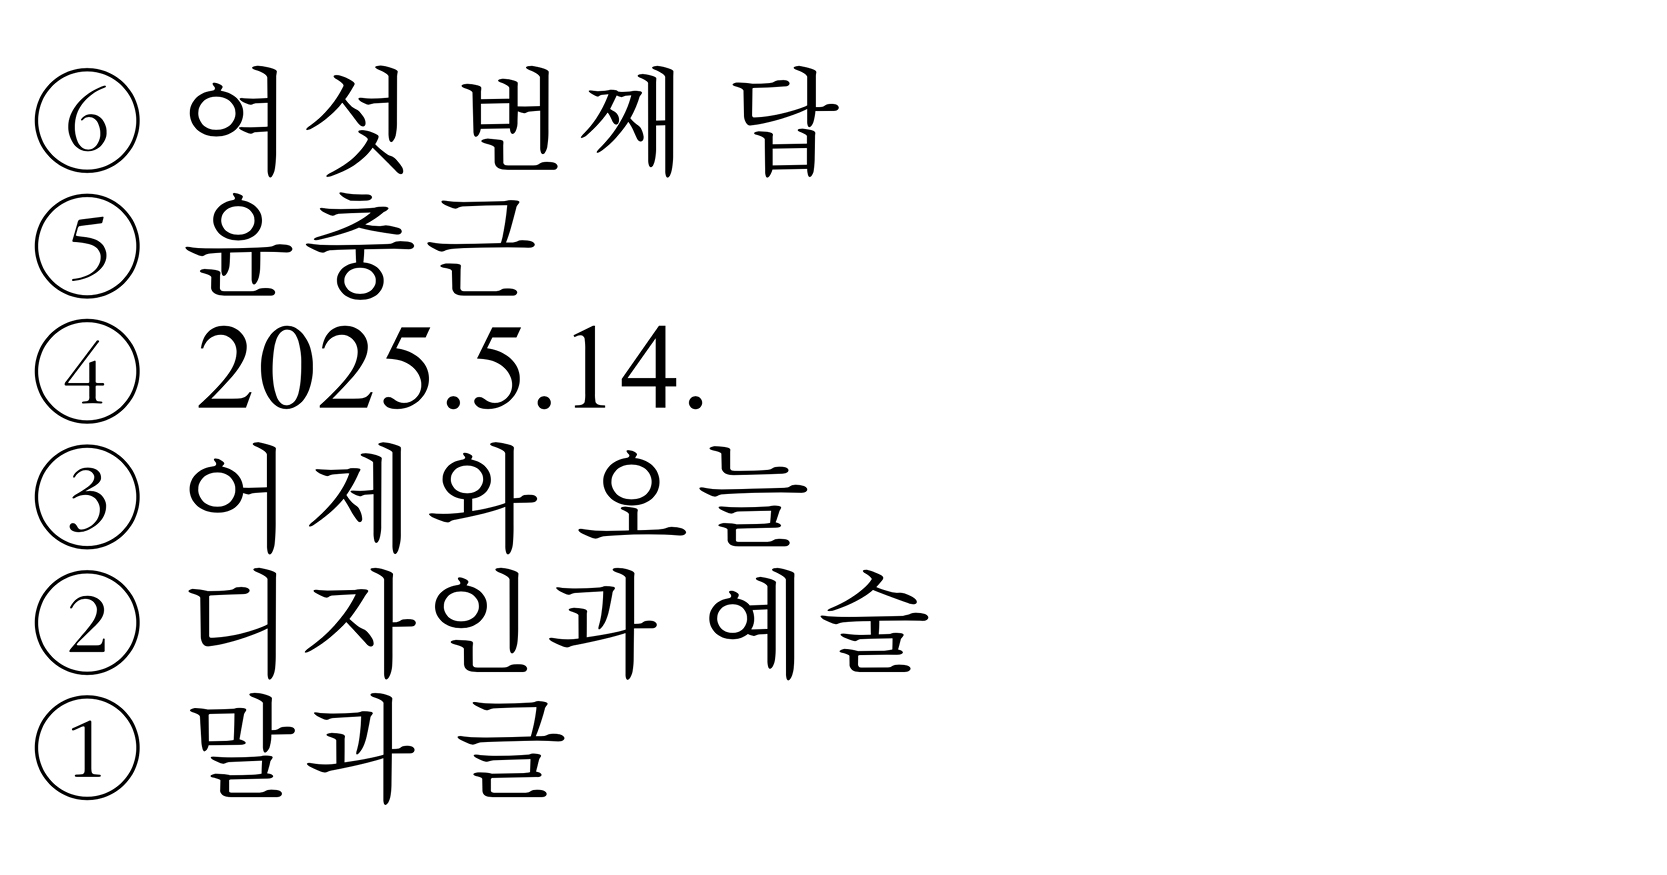 ⑥ 여섯 번째 답
⑤ 윤충근
④ 2025.5.14.
③ 어제와 오늘
② 디자인과 예술
① 말과 글